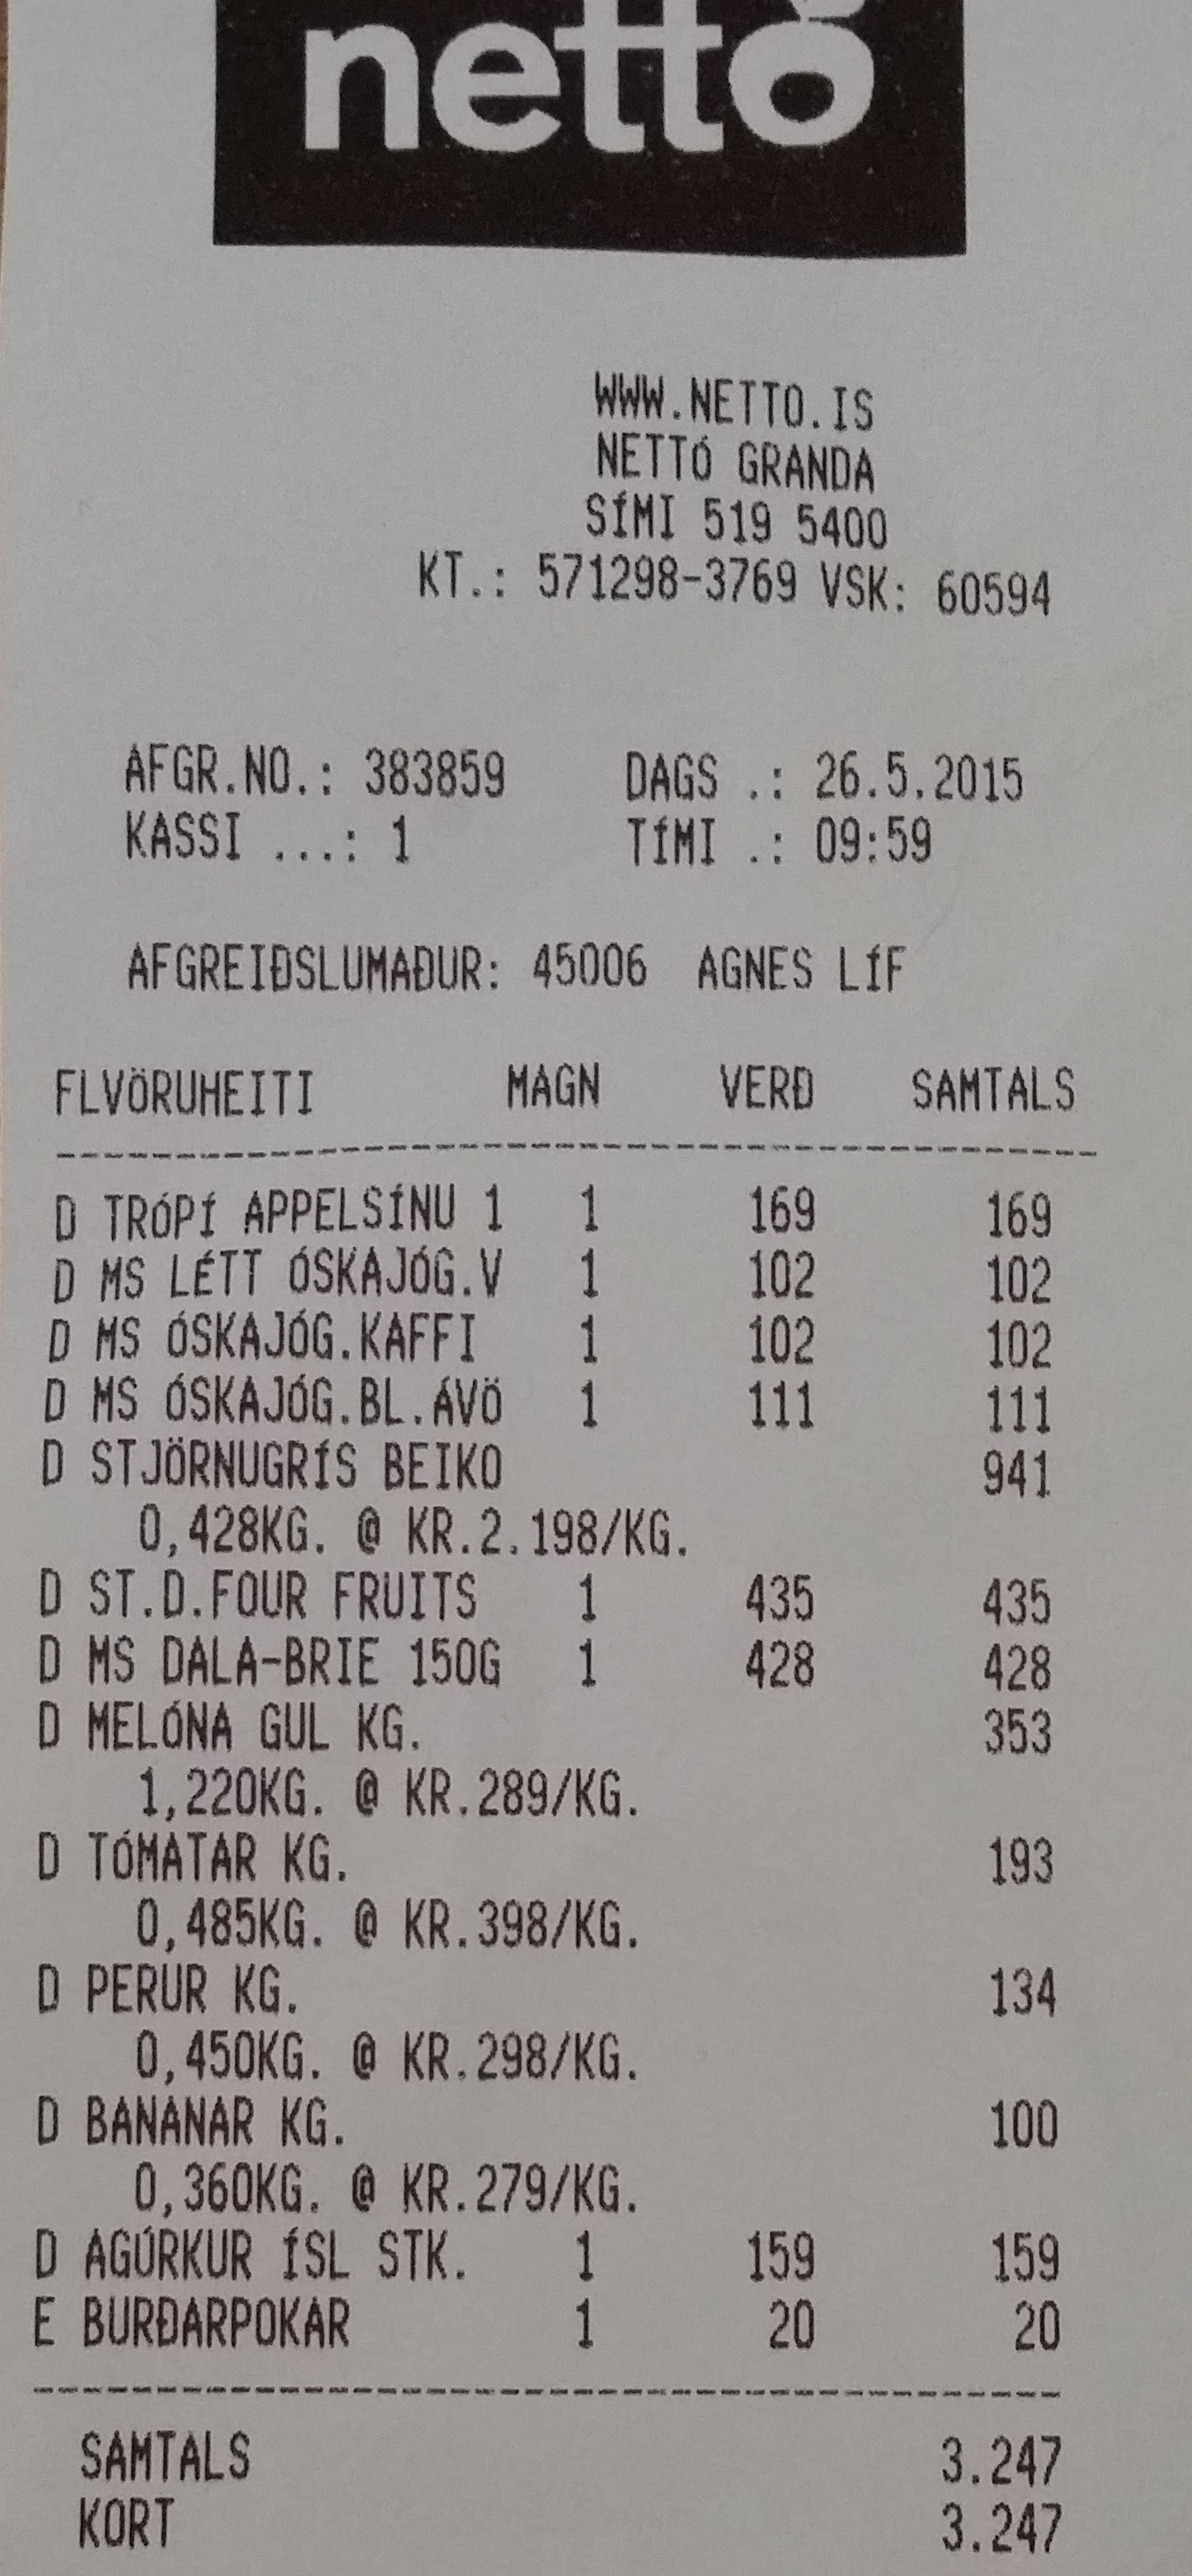 nettó
WWW.NETTO.IS
NETTÓ GRANDA
SÍMI 519 5400
KT.: 571298-3769 VSK: 60594
AFGR.NO.: 383859 DAGS .: 26.5.2015
KASSI ...: 1 TÍMI .: 09:59
AFGREIÐSLUMAÐUR: 45006 AGNES LÍF
FLVÖRUHEITI MAGN VERÐ SAMTALS
D TRÓPÍ APPELSÍNU 1 1 169 169
D MS LÉTT ÓSKAJÓG.V 1 102 102
D MS ÓSKAJÓG.KAFFI 1 102 102
D MS ÓSKAJÓG.BL.ÁVÖ 1 111 111
D STJÖRNUGRÍS BEIKO 941
0,428KG. @ KR.2.198/KG.
D ST.D.FOUR FRUITS 1 435 435
D MS DALA-BRIE 150G 1 428 428
D MELÓNA GUL KG. 353
1,220KG. @ KR.289/KG.
D TÓMATAR KG. 193
0,485KG. @ KR.398/KG.
D PERUR KG. 134
0,450KG. @ KR.298/KG.
D BANANAR KG. 100
0,360KG. @ KR.279/KG.
D AGÚRKUR ÍSL STK. 1 159 159
E BURÐARPOKAR 1 20 20
SAMTALS 3.247
KORT 3.247